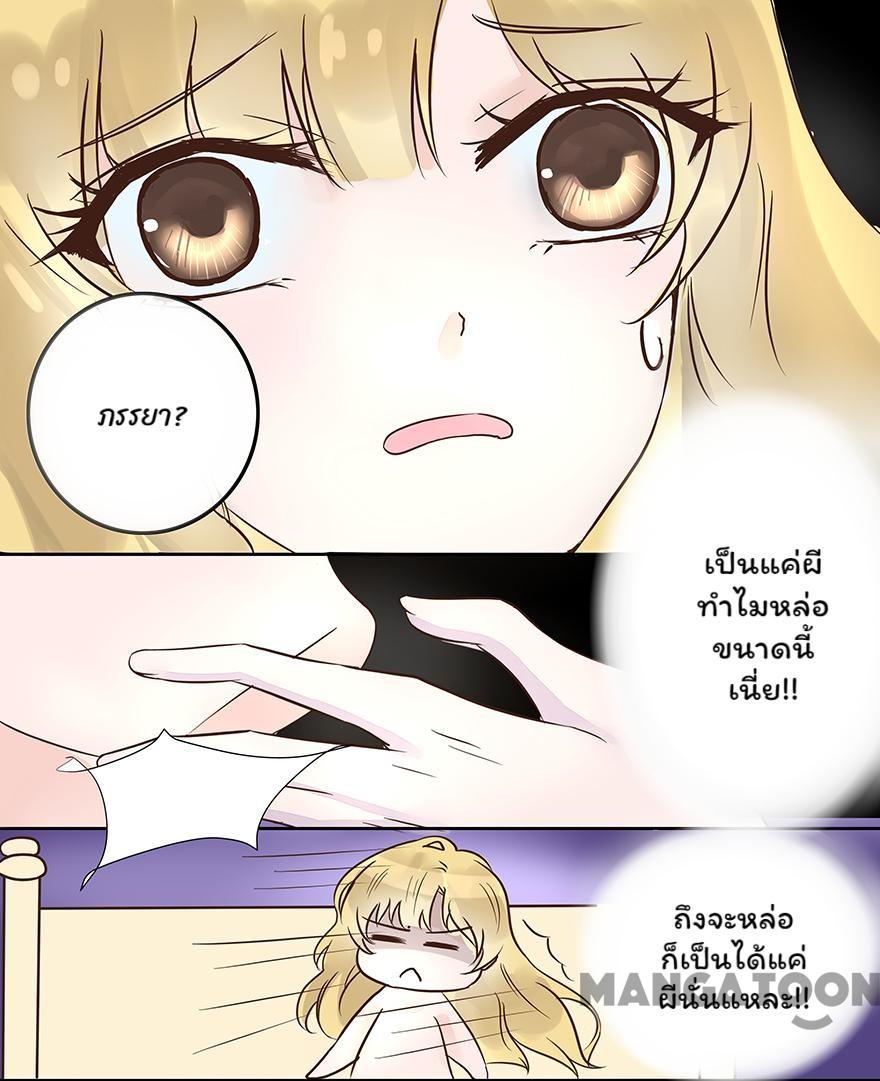 ภรรยา?
เป็นแค่ผี
ทำไมหล่อ
ขนาดนี้
เนี่ย!!
ถึงจะหล่อ
ก็เป็นได้แค่
ผีนั่นแหละ!!
MANGATOON